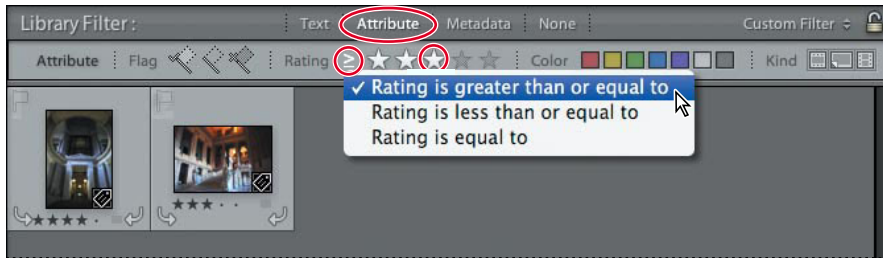 Library Filter: Text Attribute Metadata None Custom Filter
Attribute Flag Rating ≥ Color Kind
✓ Rating is greater than or equal to
Rating is less than or equal to
Rating is equal to